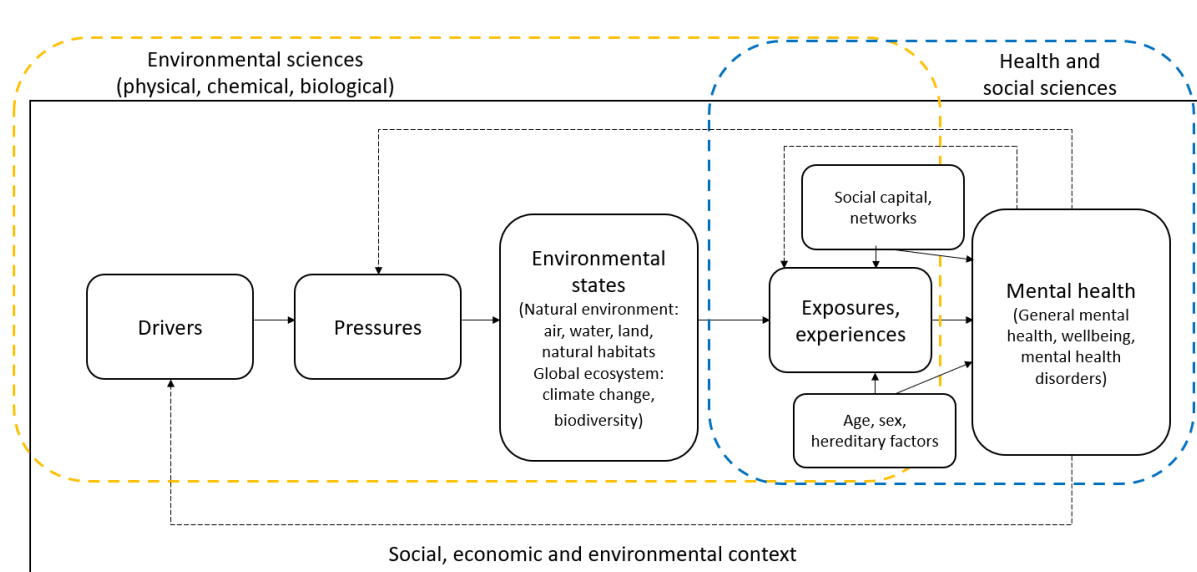 Environmental sciences
(physical, chemical, biological)
Health and
social sciences
Social capital,
networks
Environmental
states
(Natural environment:
air, water, land,
natural habitats
Global ecosystem:
climate change,
biodiversity)
Drivers
Pressures
Exposures,
experiences
Mental health
(General mental
health, wellbeing,
mental health
disorders)
Age, sex,
hereditary factors
Social, economic and environmental context